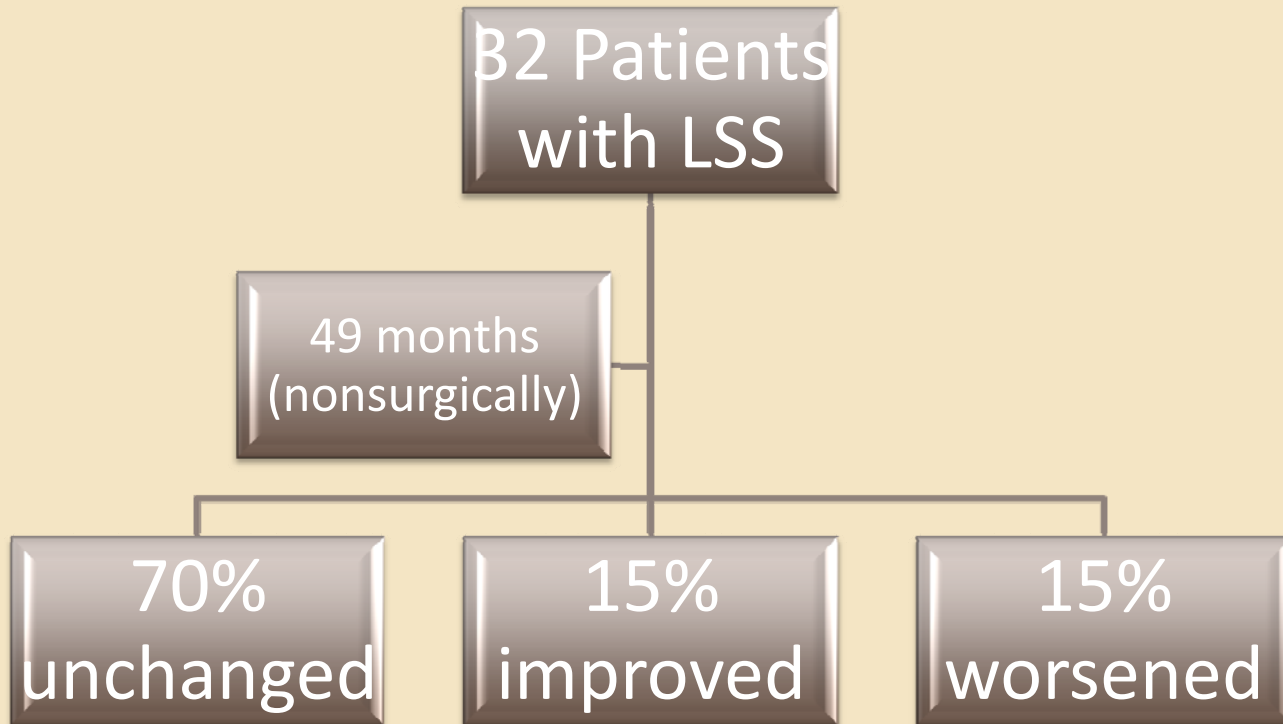 32 Patients
with LSS
49 months
(nonsurgically)
70%
unchanged
15%
improved
15%
worsened